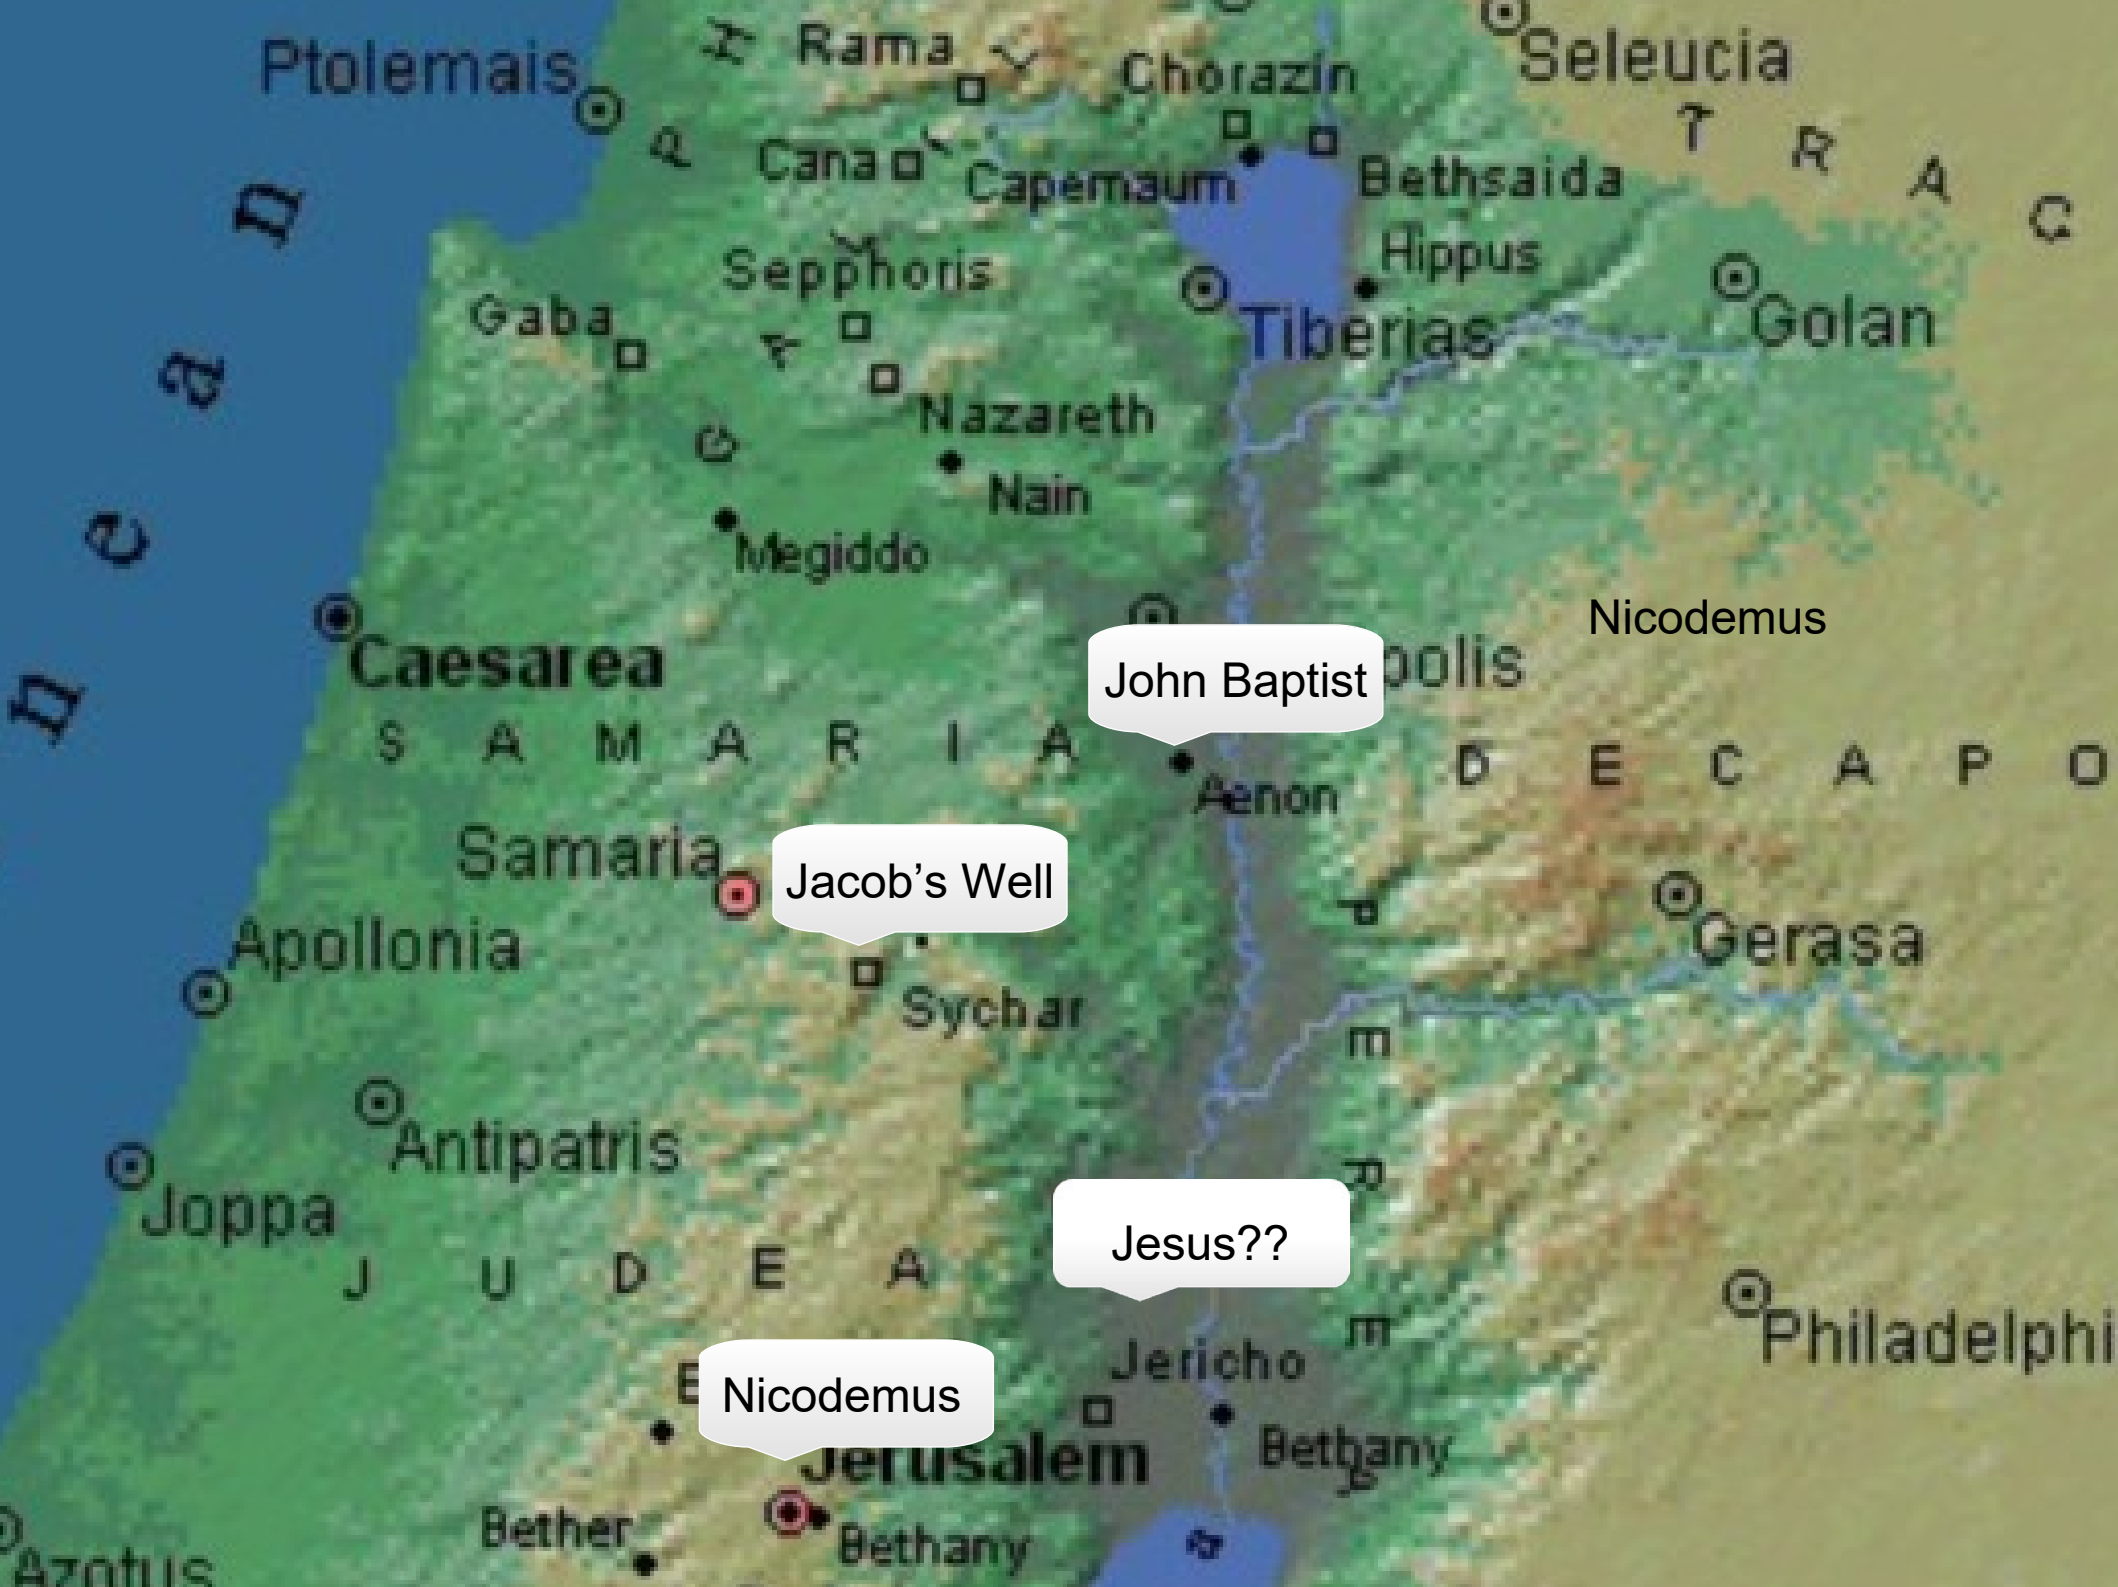 Ptolemais
Rama
Chorazin
Seleucia
P H
T R A C
Cana
Capernaum
Bethsaida
n
Sepphoris
Hippus
Gaba
Tiberias
Golan
a
G A L
Nazareth
Nain
e
Megiddo
Nicodemus
Caesarea
John Baptist
polis
n
S A M A R I A
D E C A P O
Aenon
Samaria
Jacob’s Well
Apollonia
Gerasa
Sychar
Antipatris
Joppa
P E R E A
Jesus??
J U D E A
Philadelphi
Jericho
E
Nicodemus
Jerusalem
Bethany
Bether
Bethany
a
Azotus